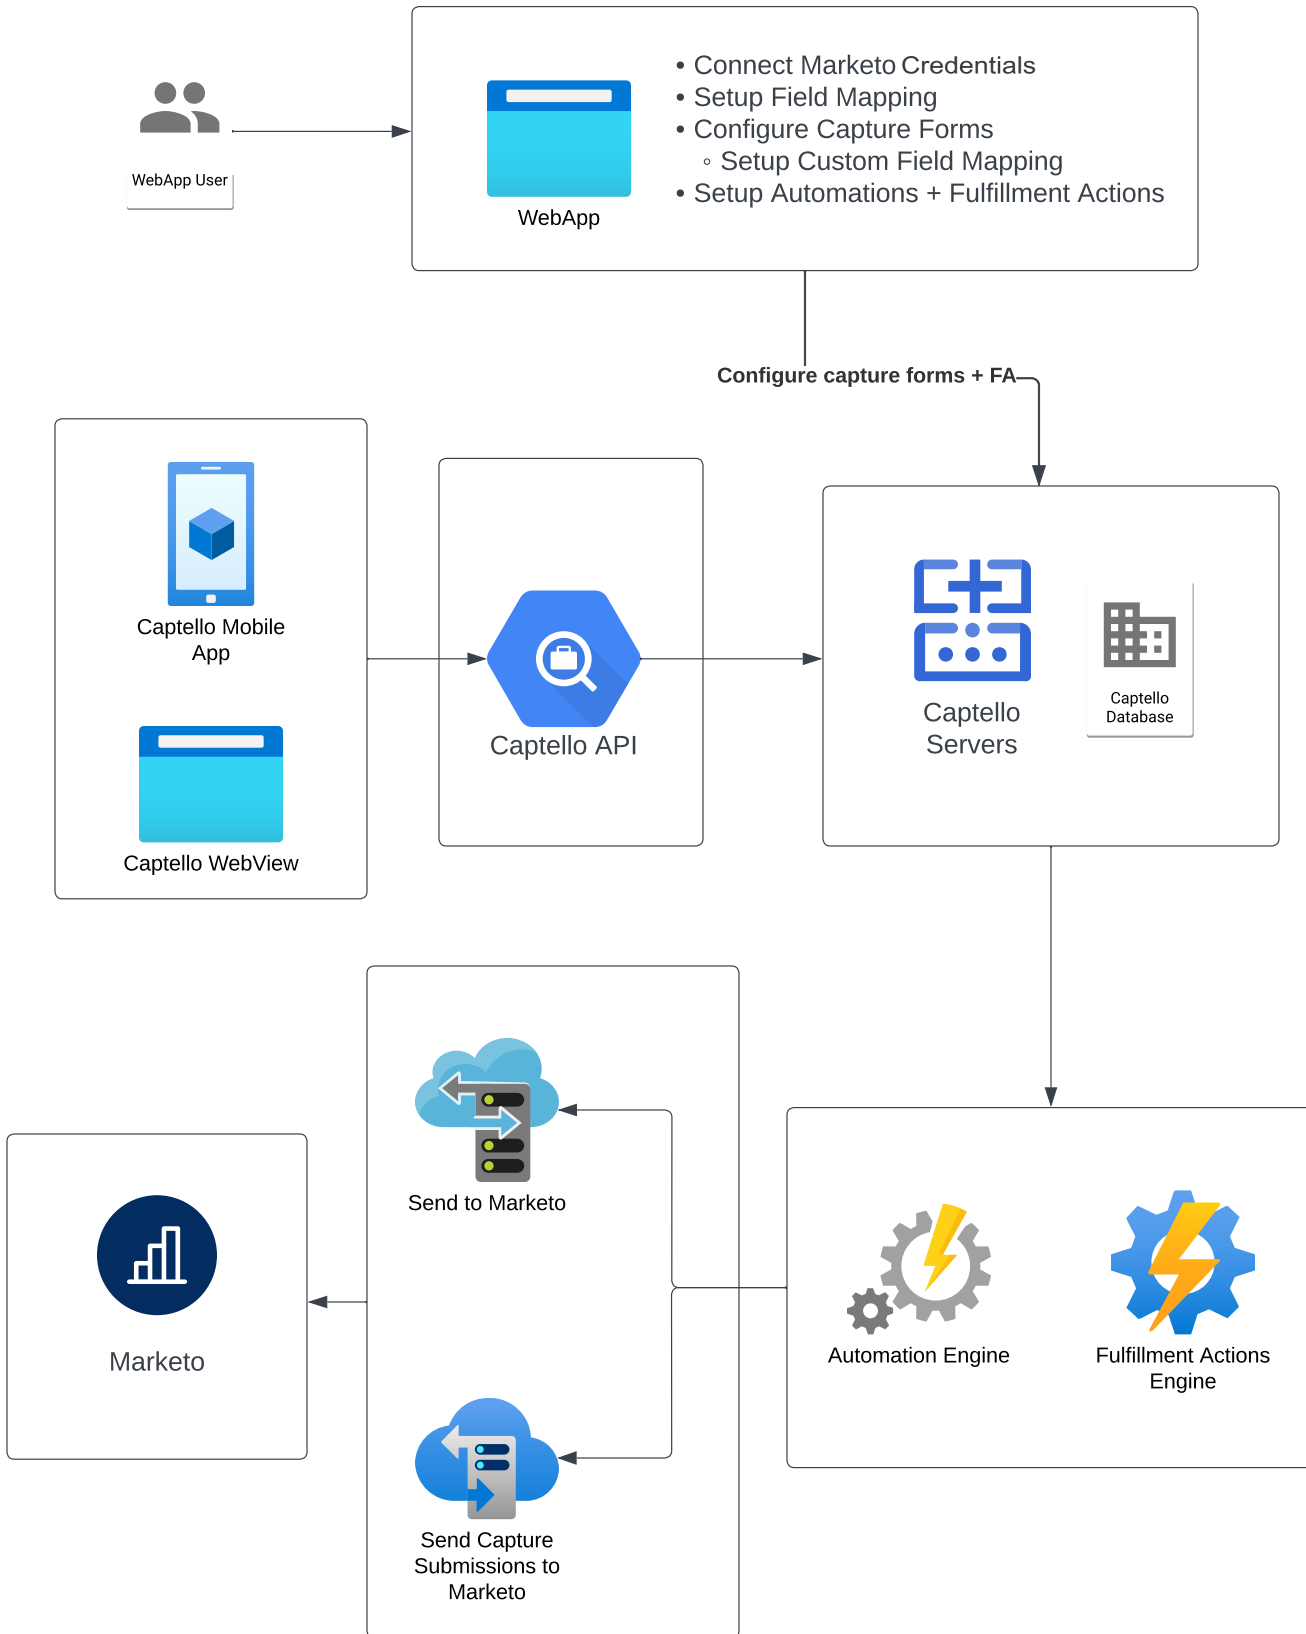 • Connect Marketo Credentials
• Setup Field Mapping
• Configure Capture Forms
◦ Setup Custom Field Mapping
• Setup Automations + Fulfillment Actions
WebApp User
WebApp
Configure capture forms + FA
Captello Mobile
App
Captello WebView
Captello API
Captello
Servers
Captello
Database
Send to Marketo
Marketo
Automation Engine
Fulfillment Actions
Engine
Send Capture
Submissions to
Marketo